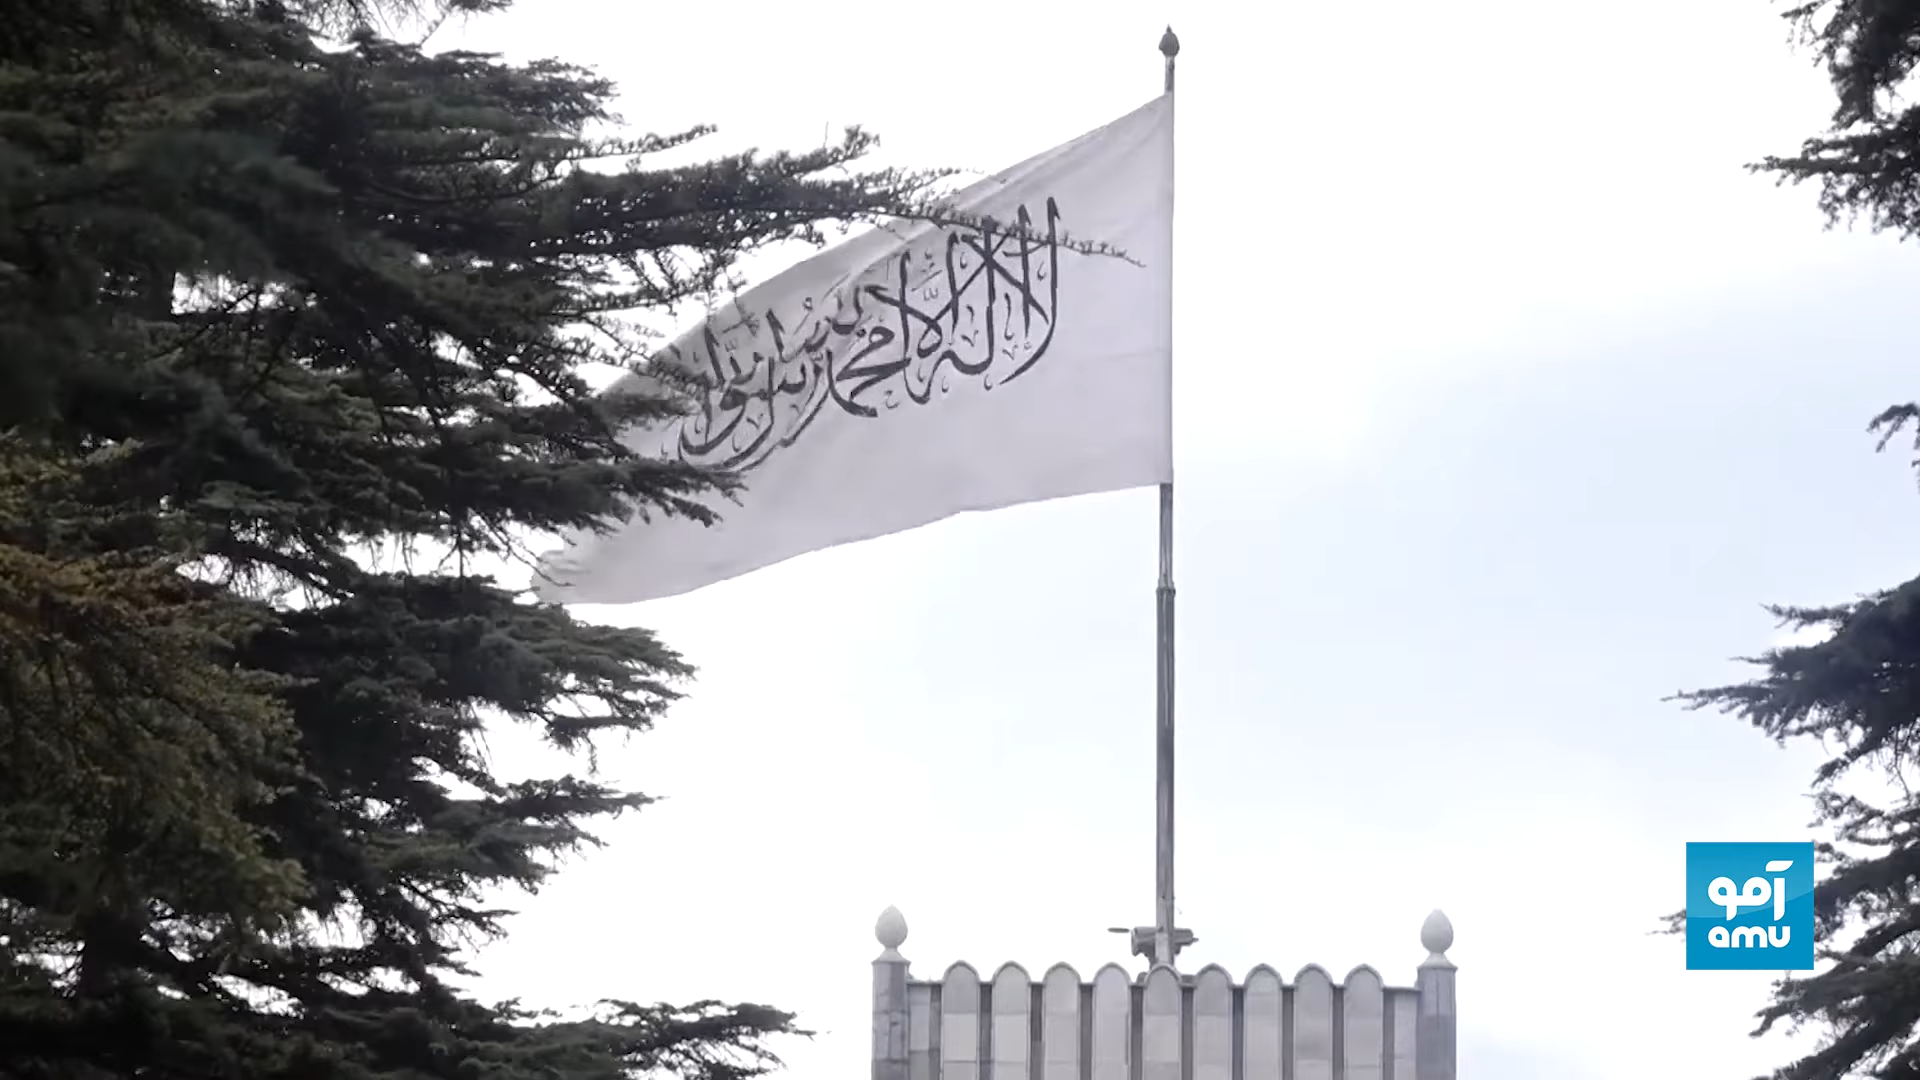 لا إله إلا الله محمد رسول الله
آمو
amu